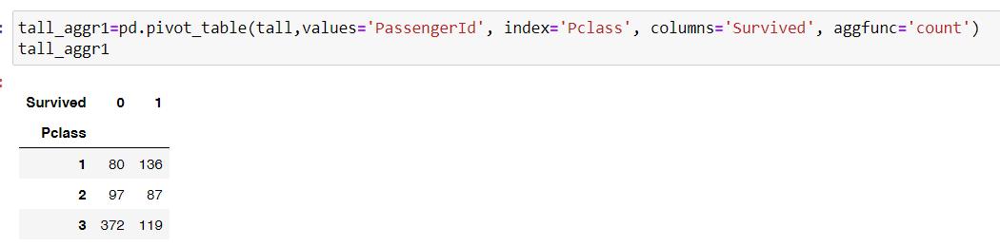 : tall_aggr1=pd.pivot_table(tall,values='PassengerId', index='Pclass', columns='Survived', aggfunc='count')
tall_aggr1
:
Survived 0 1
Pclass
1 80 136
2 97 87
3 372 119